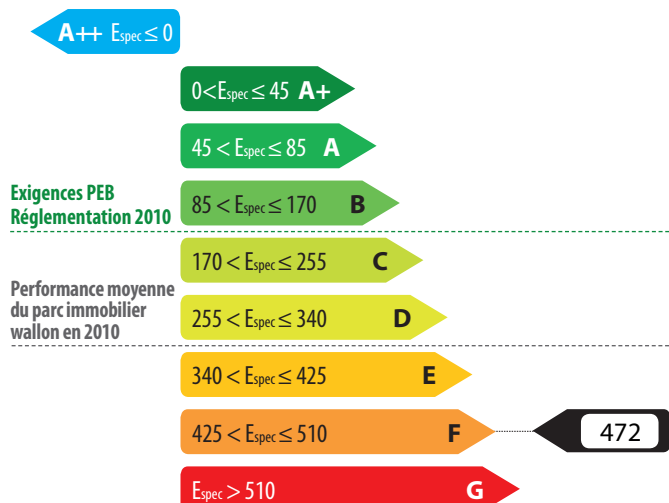 A++ Espec ≤ 0
0<Espec ≤ 45 A+
45 < Espec ≤ 85 A
Exigences PEB
Réglementation 2010
85 < Espec ≤ 170 B
170 < Espec ≤ 255 C
Performance moyenne
du parc immobilier
wallon en 2010
255 < Espec ≤ 340 D
340 < Espec ≤ 425 E
425 < Espec ≤ 510 F
472
Espec > 510 G